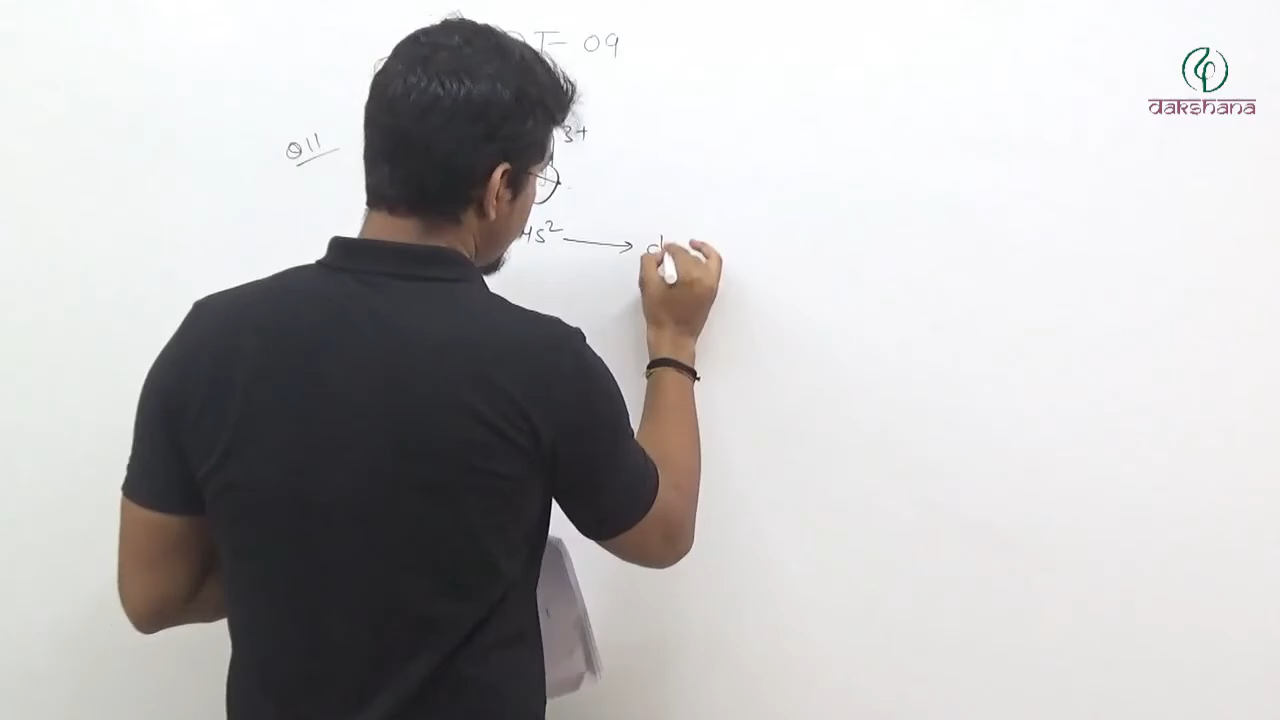 T- 09
dakshana
Q11
3+
4s² → d